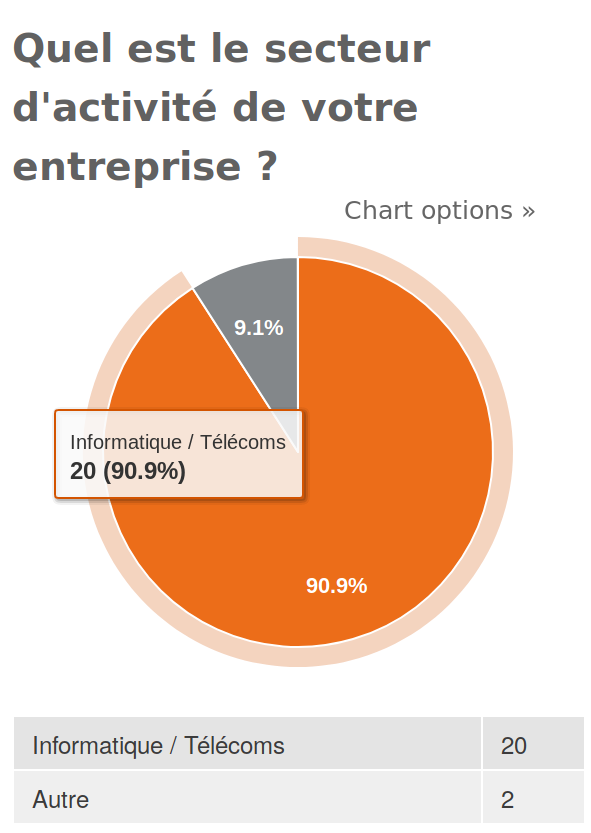 Quel est le secteur
d'activité de votre
entreprise ?
Chart options »
9.1%
Informatique / Télécoms
20 (90.9%)
90.9%
Informatique / Télécoms 20
Autre 2